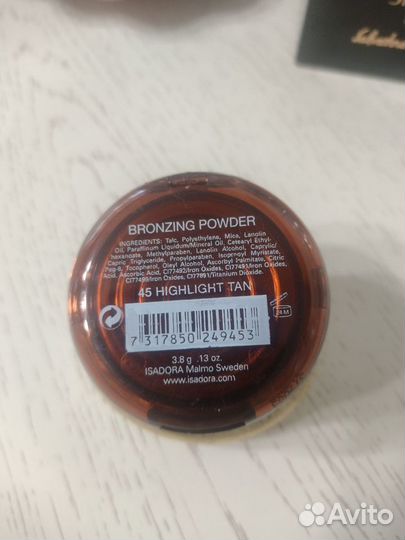 BRONZING POWDER
INGREDIENTS: Talc, Polyethylene, Mica, Lanolin
Oil, Paraffinum Liquidum/Mineral Oil, Cetearyl Ethyl-
hexanoate, Methylparaben, Lanolin Alcohol, Caprylic/
Capric Triglyceride, Propylparaben, Isopropyl Myristate,
Peg-8, Tocopherol, Oleyl Alcohol, Ascorbyl Palmitate, Citric
Acid, Ascorbic Acid, CI77491/Iron Oxides,
CI77492/Iron Oxides,
CI77499/Iron Oxides, CI77891/Titanium Dioxide.
45 HIGHLIGHT TAN
24 M
7 317850 249453
3.8 g .13 oz.
ISADORA Malmo Sweden
www.isadora.com
Avito